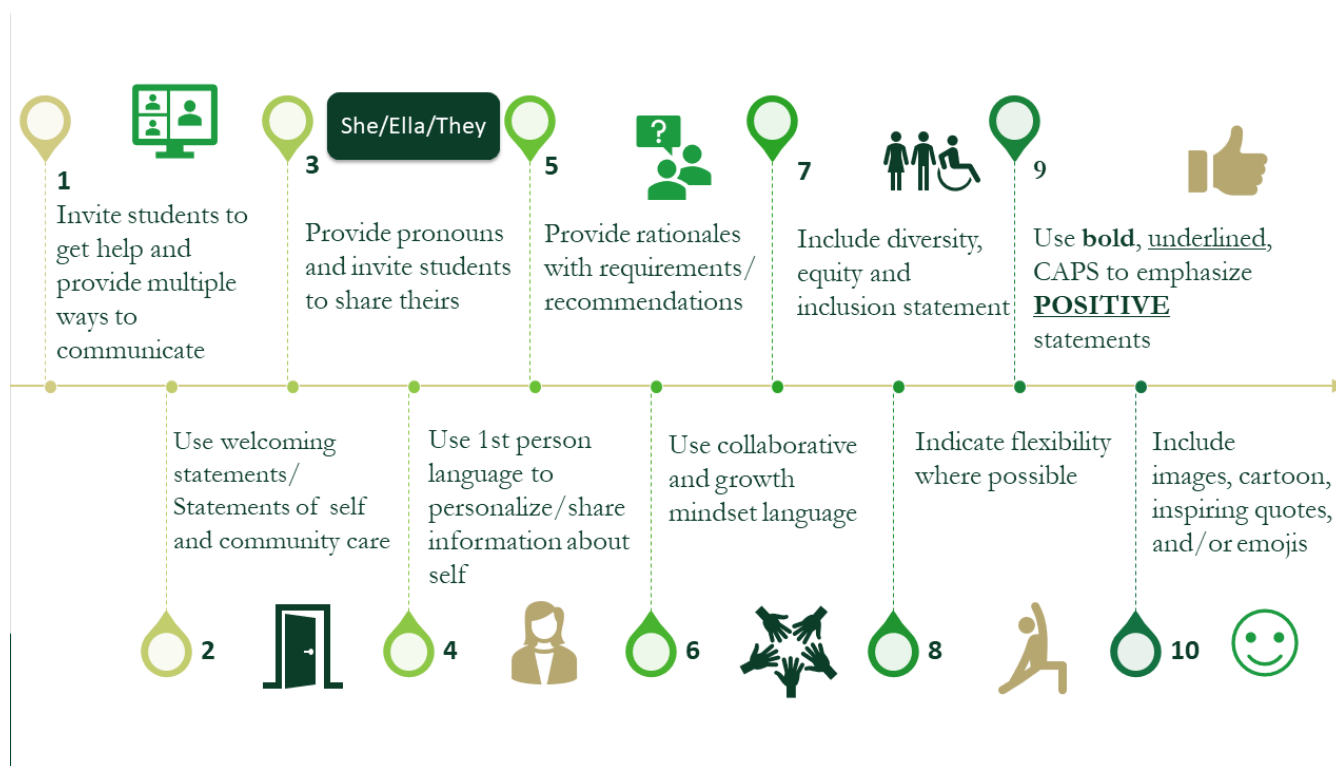 1
Invite students to
get help and
provide multiple
ways to
communicate
2
Use welcoming
statements/
Statements of self
and community care
3
She/Ella/They
Provide pronouns
and invite students
to share theirs
4
Use 1st person
language to
personalize/share
information about
self
5
?
Provide rationales
with requirements/
recommendations
6
Use collaborative
and growth
mindset language
7
Include diversity,
equity and
inclusion statement
8
Indicate flexibility
where possible
9
Use bold, underlined,
CAPS to emphasize
POSITIVE
statements
10
Include
images, cartoon,
inspiring quotes,
and/or emojis